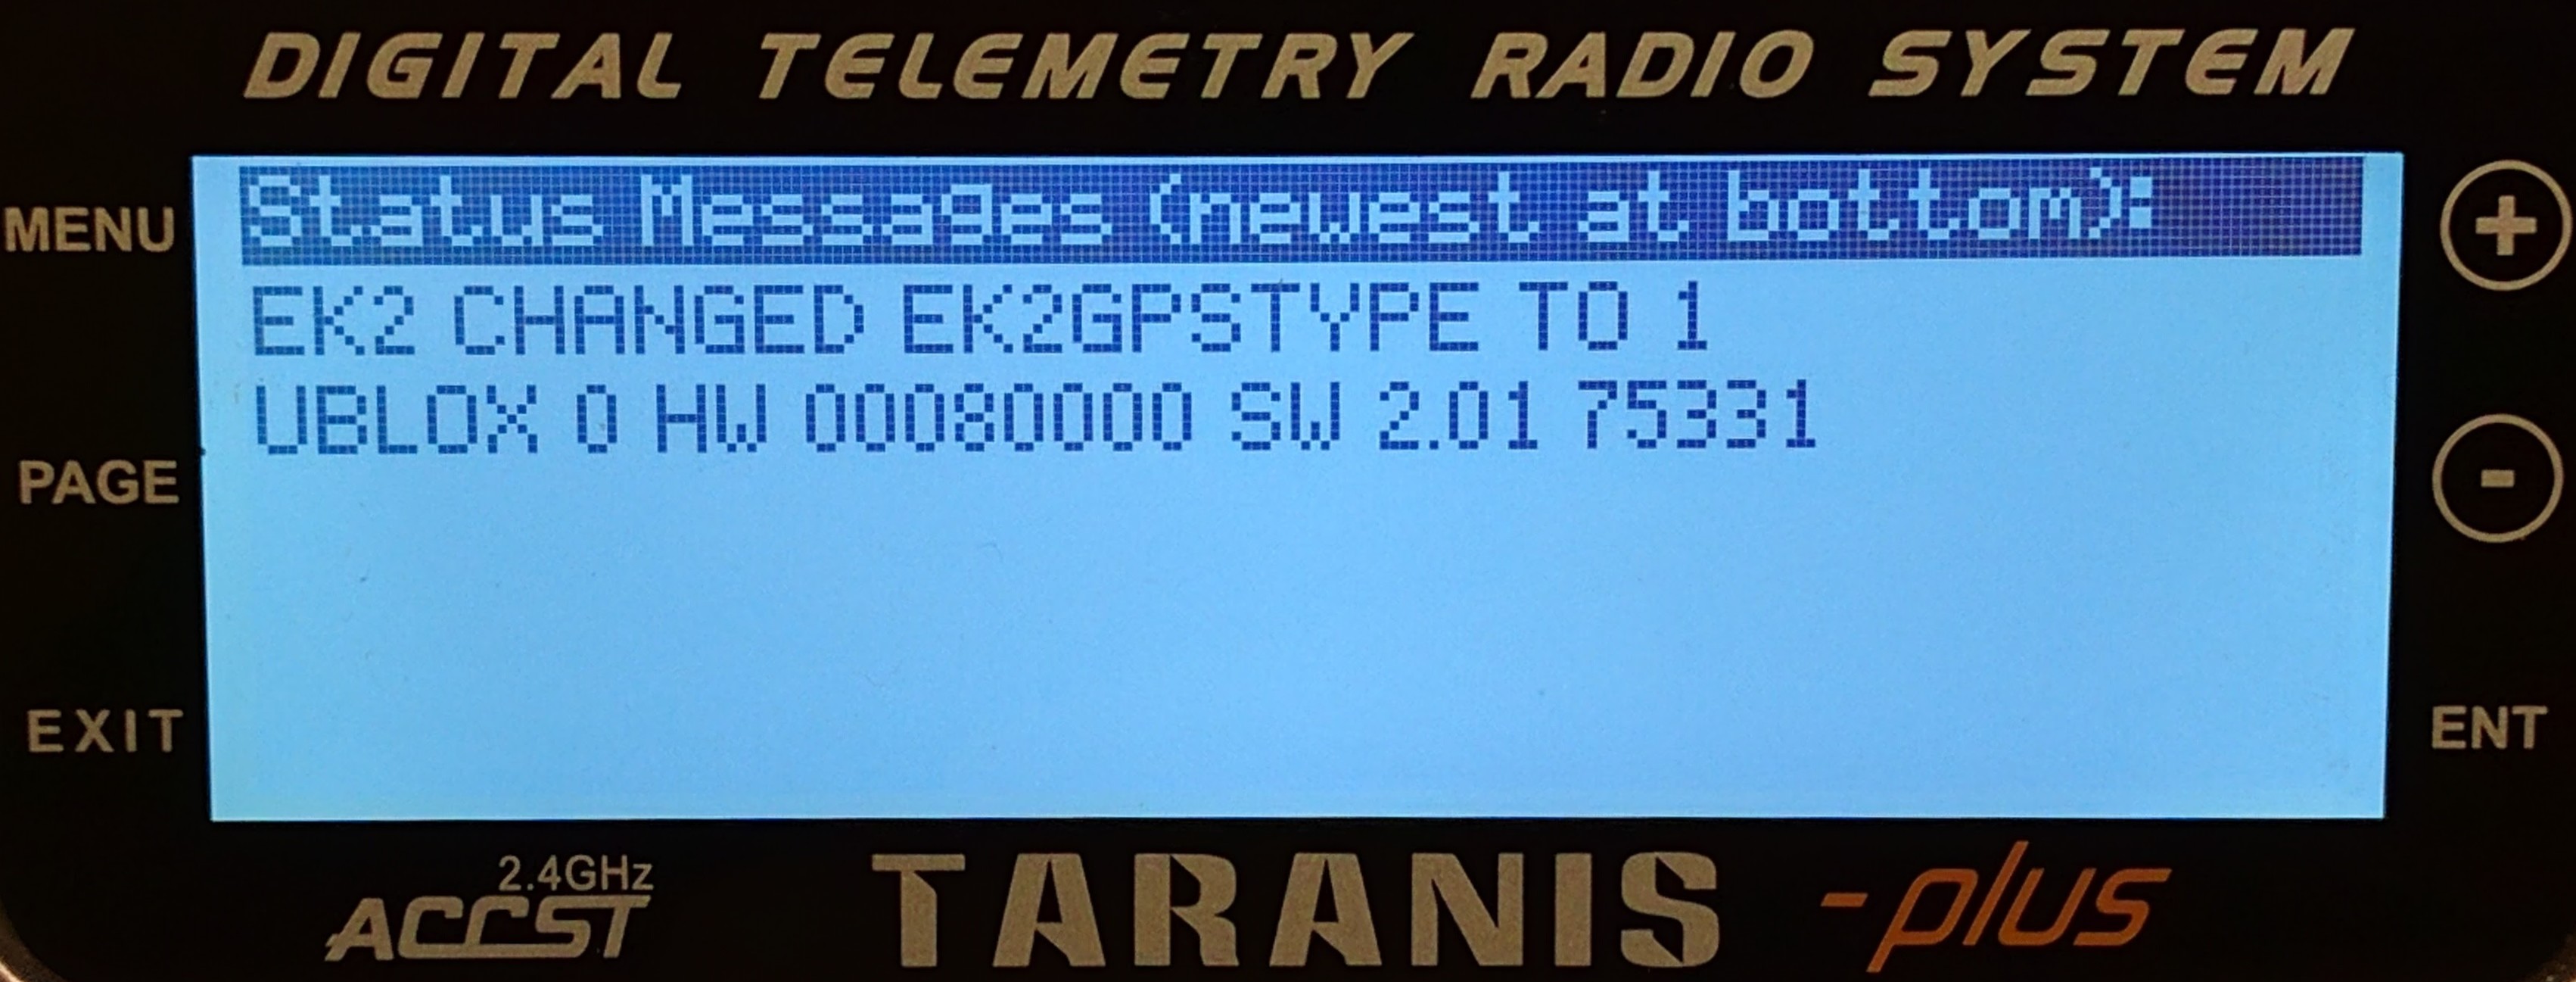 DIGITAL TELEMETRY RADIO SYSTEM
MENU
PAGE
EXIT
Status Messages (newest at bottom):
EK2 CHANGED EK2GPSTYPE TO 1
UBLOX 0 HW 00080000 SW 2.01 75331
+
-
ENT
2.4GHz
ACCST
TARANIS -plus